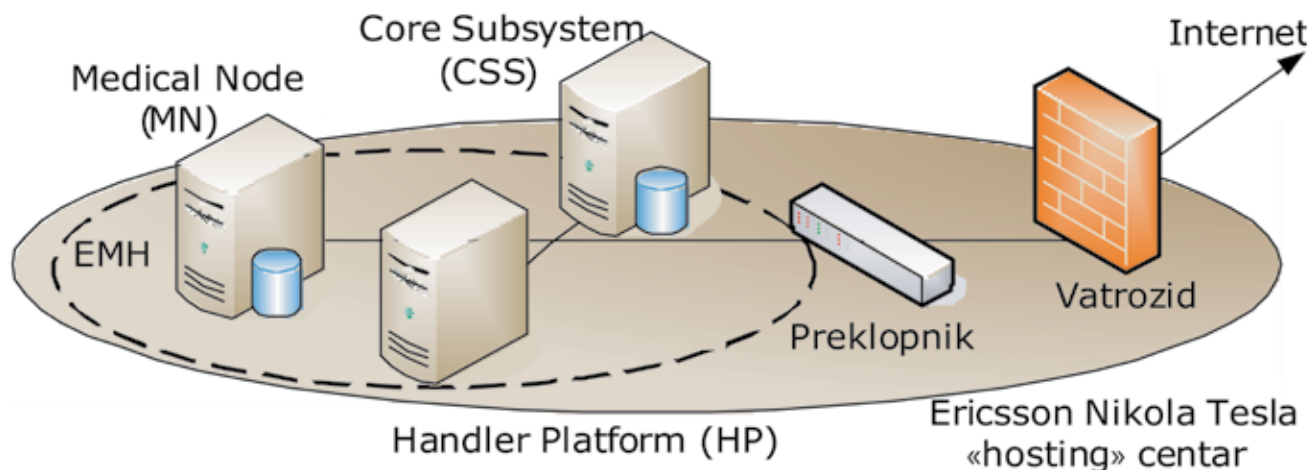 Core Subsystem
(CSS)
Internet
Medical Node
(MN)
EMH
Vatrozid
Preklopnik
Handler Platform (HP)
Ericsson Nikola Tesla
«hosting» centar